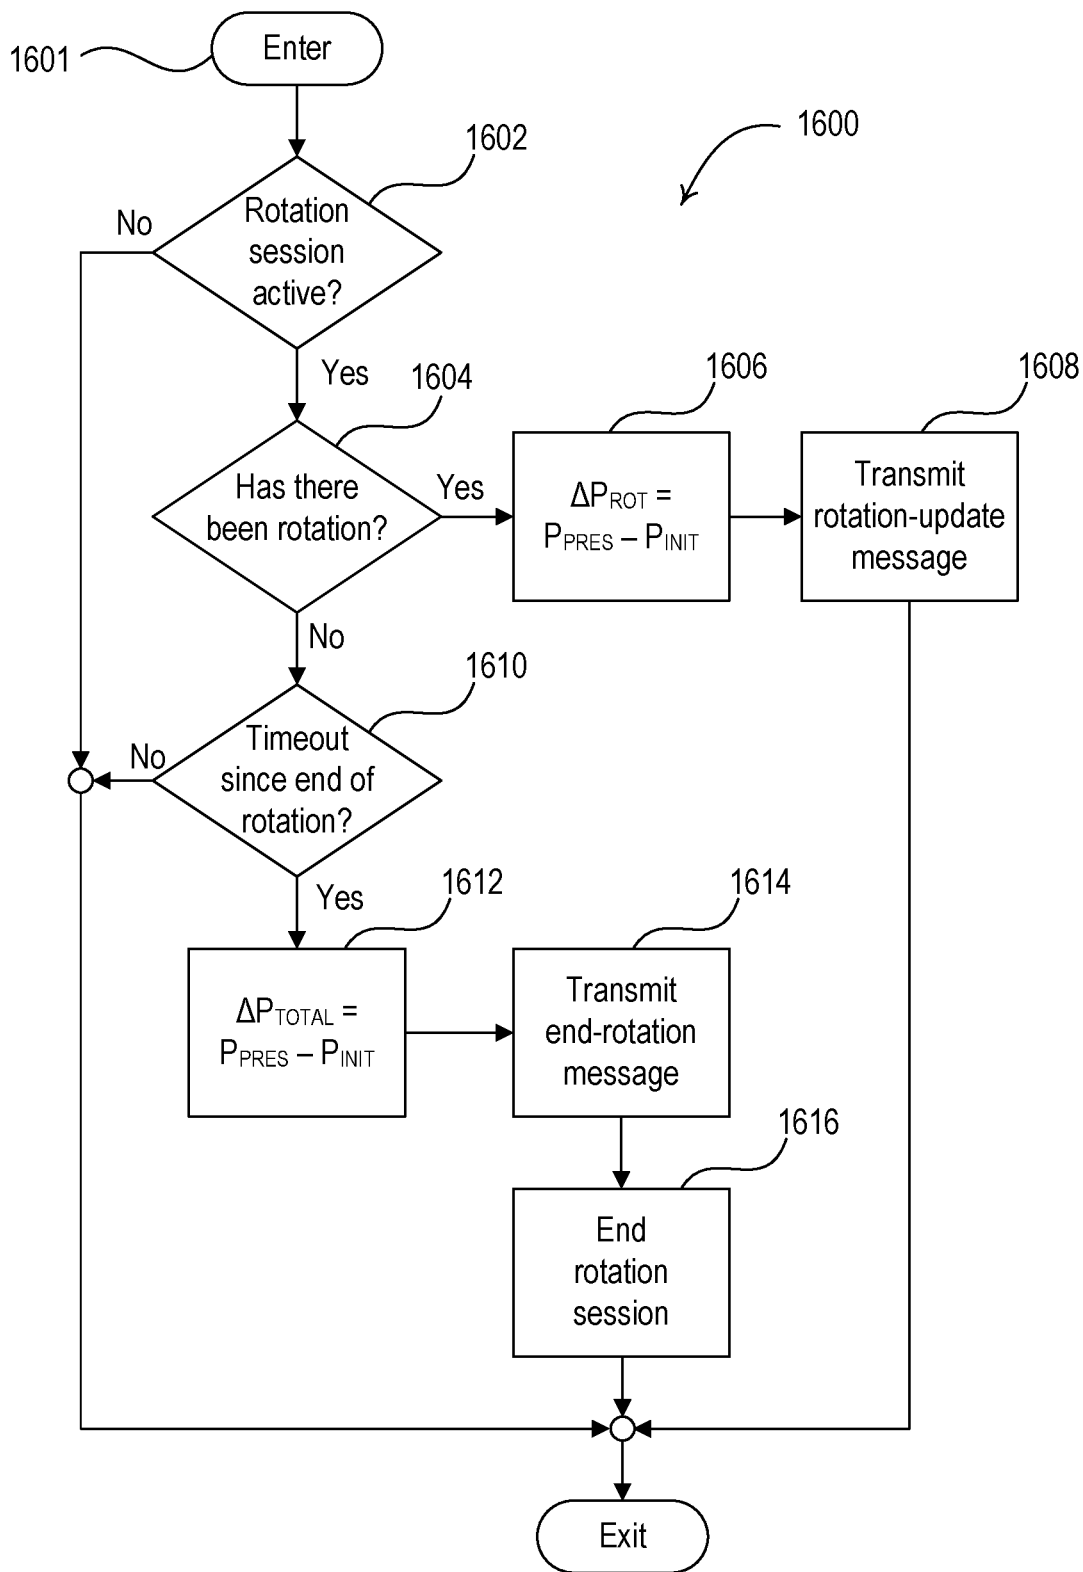 Enter
1601
1600
1602
Rotation
session
active?
No
Yes
1604
1606
1608
Has there
been rotation?
Yes
ΔPROT =
PPRES – PINIT
Transmit
rotation-update
message
No
1610
Timeout
since end of
rotation?
No
Yes
1612
1614
ΔPTOTAL =
PPRES – PINIT
Transmit
end-rotation
message
1616
End
rotation
session
Exit